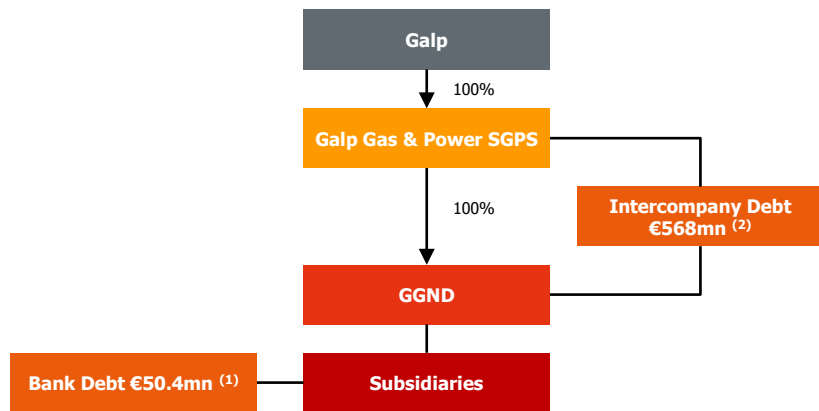 Galp
100%
Galp Gas & Power SGPS
100%
Intercompany Debt
€568mn (2)
GGND
Bank Debt €50.4mn (1)
Subsidiaries